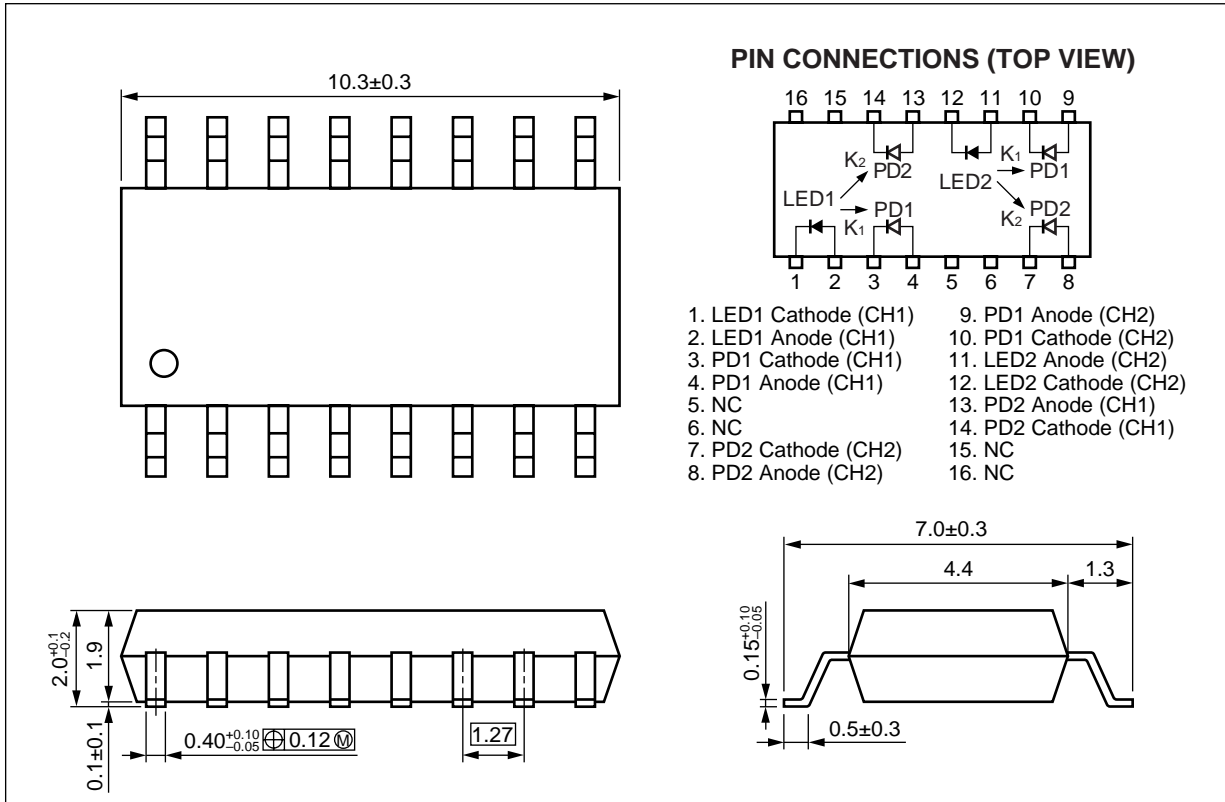 PIN CONNECTIONS (TOP VIEW)
10.3±0.3
16 15 14 13 12 11 10 9
K2 PD2
K1 PD1
LED1
LED2
PD1
K1
PD2
K2
1 2 3 4 5 6 7 8
1. LED1 Cathode (CH1)
2. LED1 Anode (CH1)
3. PD1 Cathode (CH1)
4. PD1 Anode (CH1)
5. NC
6. NC
7. PD2 Cathode (CH2)
8. PD2 Anode (CH2)
9. PD1 Anode (CH2)
10. PD1 Cathode (CH2)
11. LED2 Anode (CH2)
12. LED2 Cathode (CH2)
13. PD2 Anode (CH1)
14. PD2 Cathode (CH1)
15. NC
16. NC
2.0+0.1−0.2
1.9
0.1±0.1
0.40+0.10−0.05 ⌖ 0.12 Ⓜ
1.27
7.0±0.3
4.4
1.3
0.15+0.10−0.05
0.5±0.3